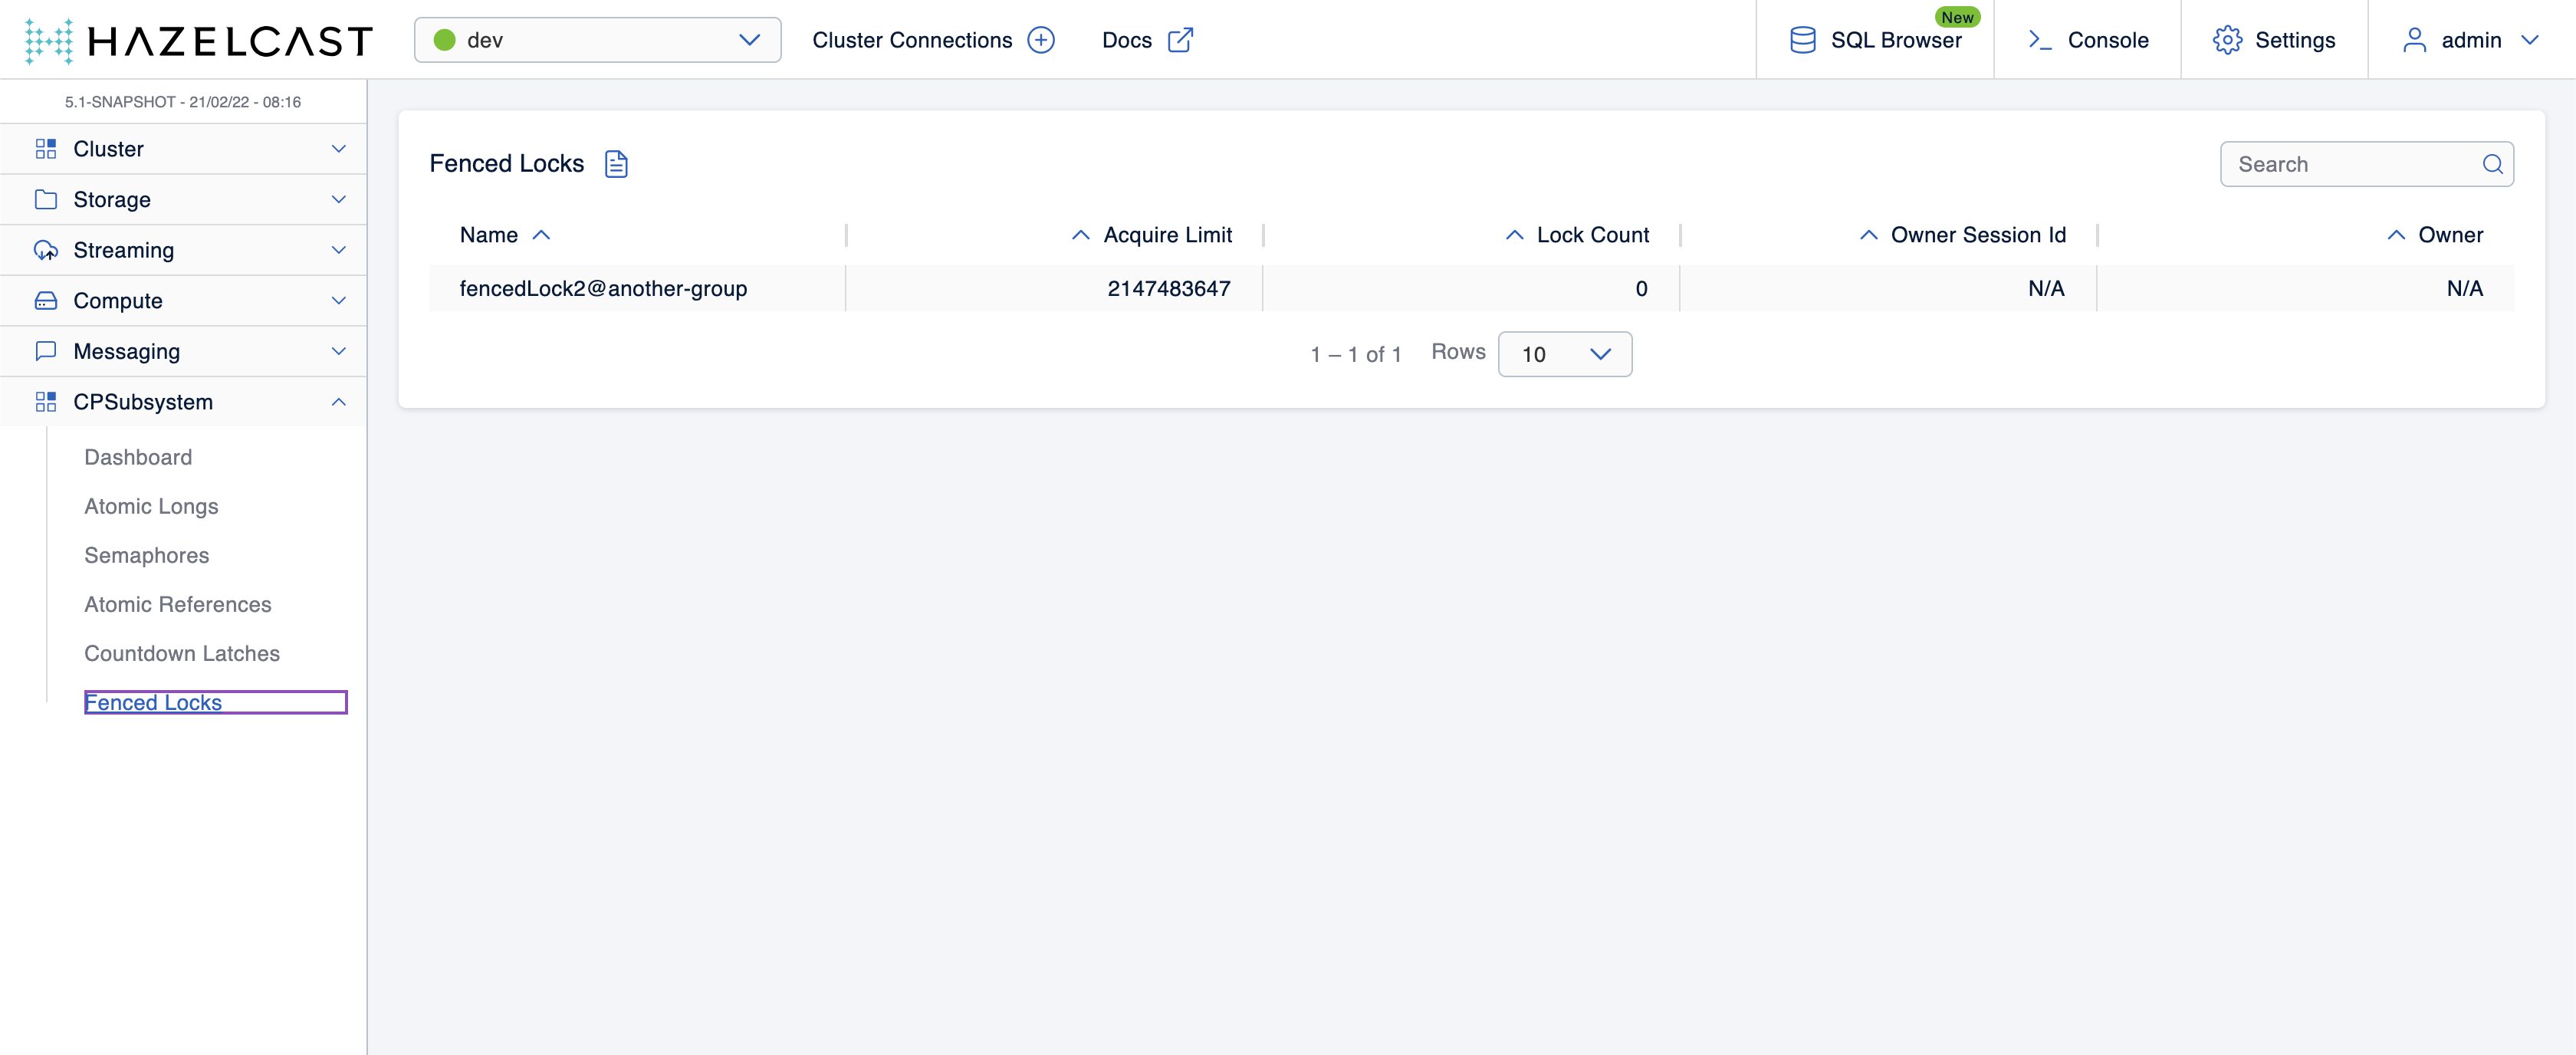 HAZELCAST
dev
Cluster Connections
Docs
New
SQL Browser
Console
Settings
admin
5.1-SNAPSHOT - 21/02/22 - 08:16
Cluster
Storage
Streaming
Compute
Messaging
CPSubsystem
Dashboard
Atomic Longs
Semaphores
Atomic References
Countdown Latches
Fenced Locks
Fenced Locks
Search
Name Acquire Limit Lock Count Owner Session Id Owner
fencedLock2@another-group 2147483647 0 N/A N/A
1 – 1 of 1 Rows 10